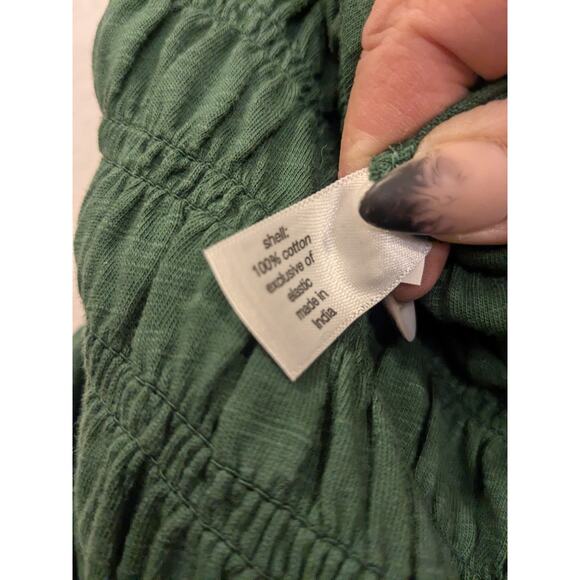 shell:
100% cotton
exclusive of
elastic
made in
India